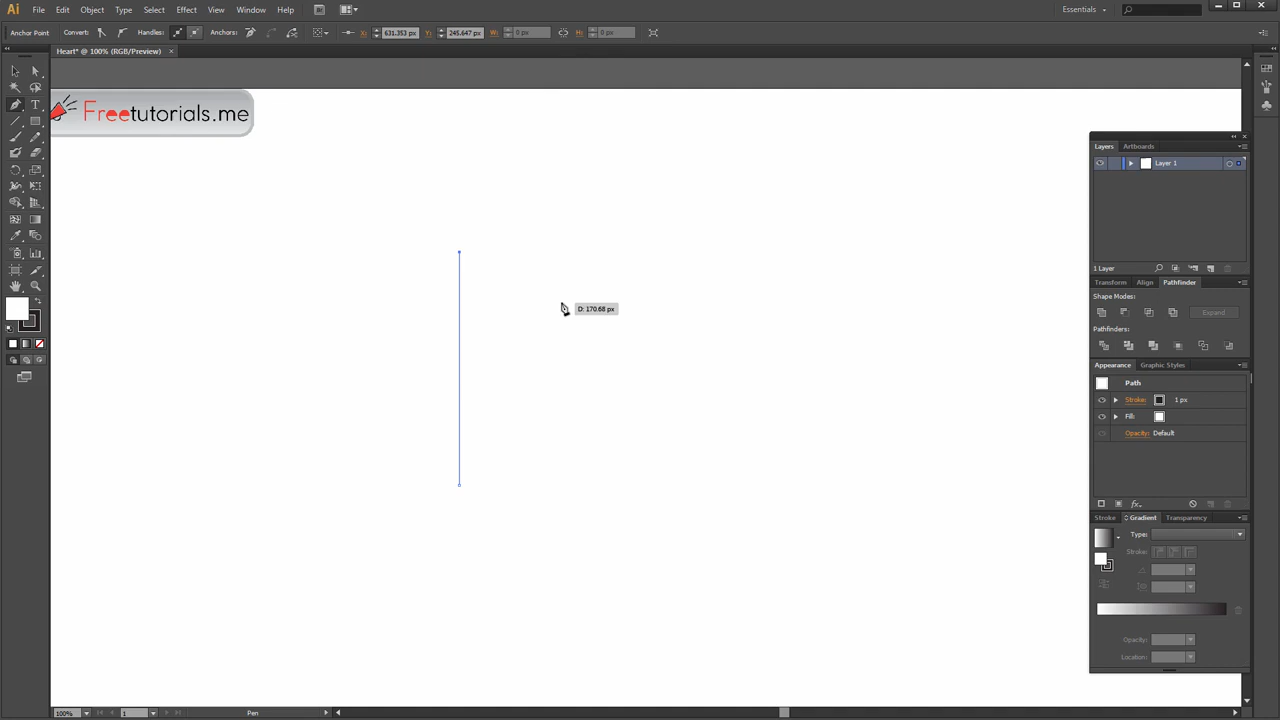 Ai File Edit Object Type Select Effect View Window Help Essentials
Anchor Point Convert: Handles: Anchors: X: 631.353 px Y: 245.647 px W: 0 px H: 0 px
Heart* @ 100% (RGB/Preview)
Freetutorials.me
D: 170.68 px
Layers Artboards
Layer 1
1 Layer
Transform Align Pathfinder
Shape Modes:
Expand
Pathfinders:
Appearance Graphic Styles
Path
Stroke: 1 px
Fill:
Opacity: Default
fx
Stroke Gradient Transparency
Type:
Stroke:
Opacity:
Location:
100% 1 Pen